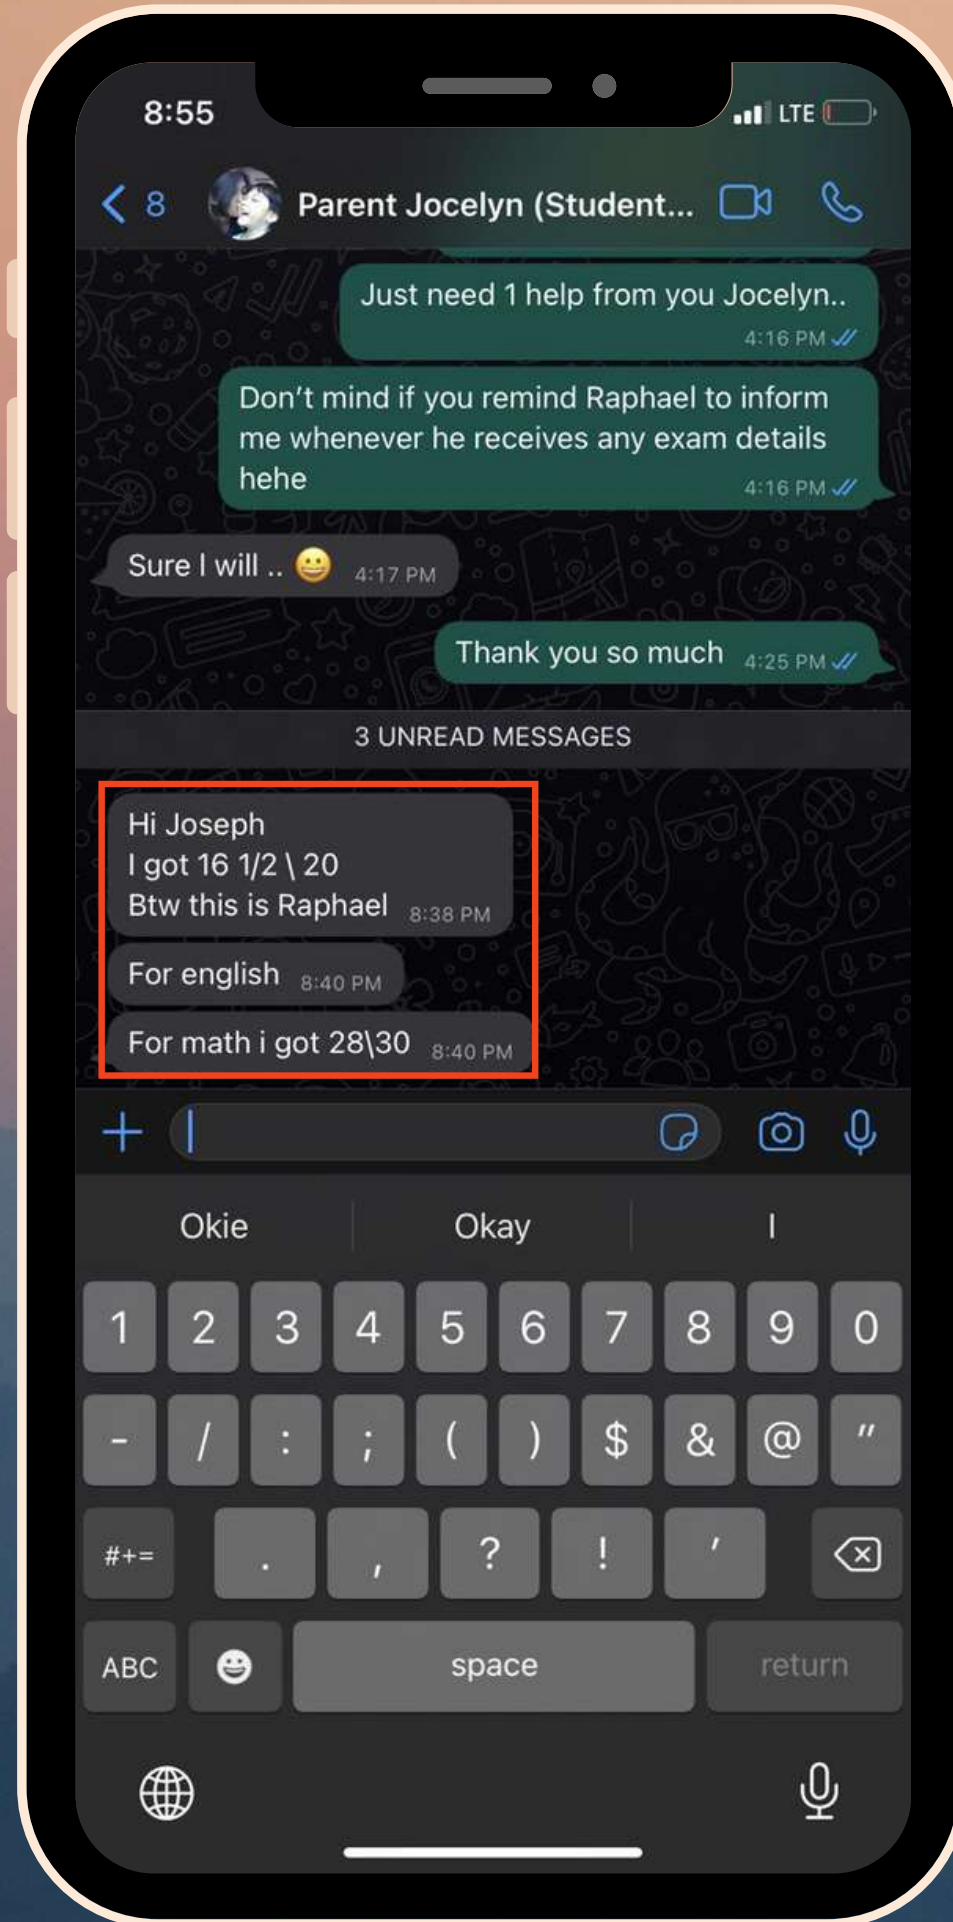 8:55
LTE
8
Parent Jocelyn (Student...
Just need 1 help from you Jocelyn..
4:16 PM
Don't mind if you remind Raphael to inform
me whenever he receives any exam details
hehe
4:16 PM
Sure I will .. 😀 4:17 PM
Thank you so much 4:25 PM
3 UNREAD MESSAGES
Hi Joseph
I got 16 1/2 \ 20
Btw this is Raphael 8:38 PM
For english 8:40 PM
For math i got 28\30 8:40 PM
Okie Okay I
1 2 3 4 5 6 7 8 9 0
- / : ; ( ) $ & @ "
#+= . , ? ! '
ABC space return